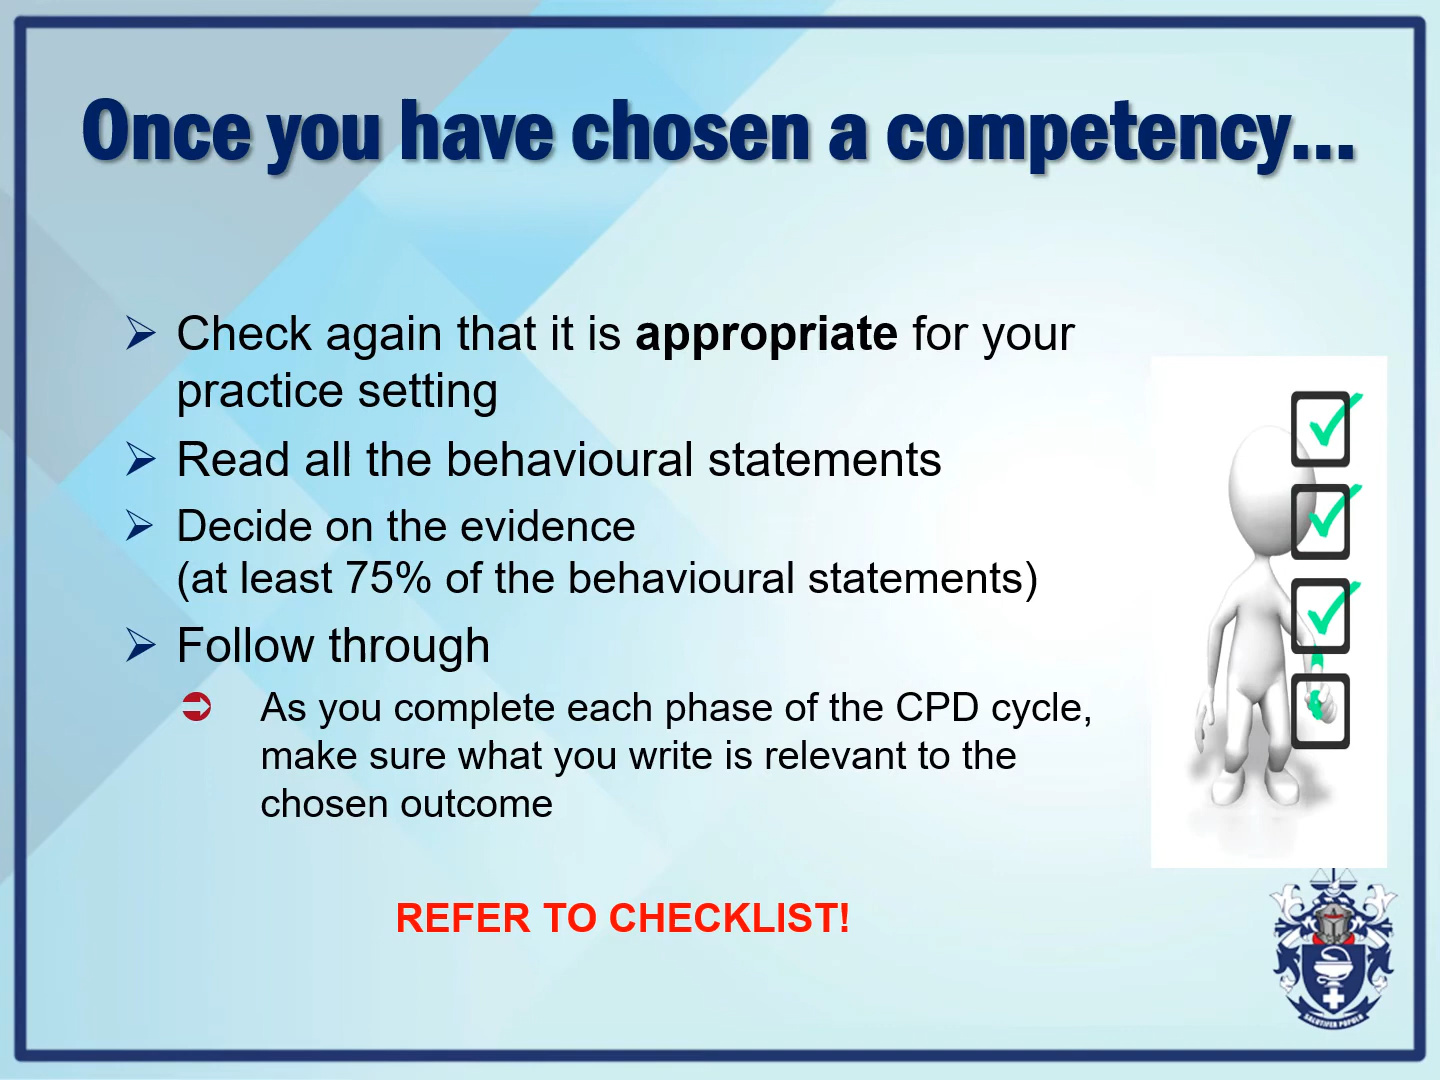 Once you have chosen a competency...
Check again that it is appropriate for your
practice setting
Read all the behavioural statements
Decide on the evidence
(at least 75% of the behavioural statements)
Follow through
As you complete each phase of the CPD cycle,
make sure what you write is relevant to the
chosen outcome
REFER TO CHECKLIST!
SALUTIFER POPULO